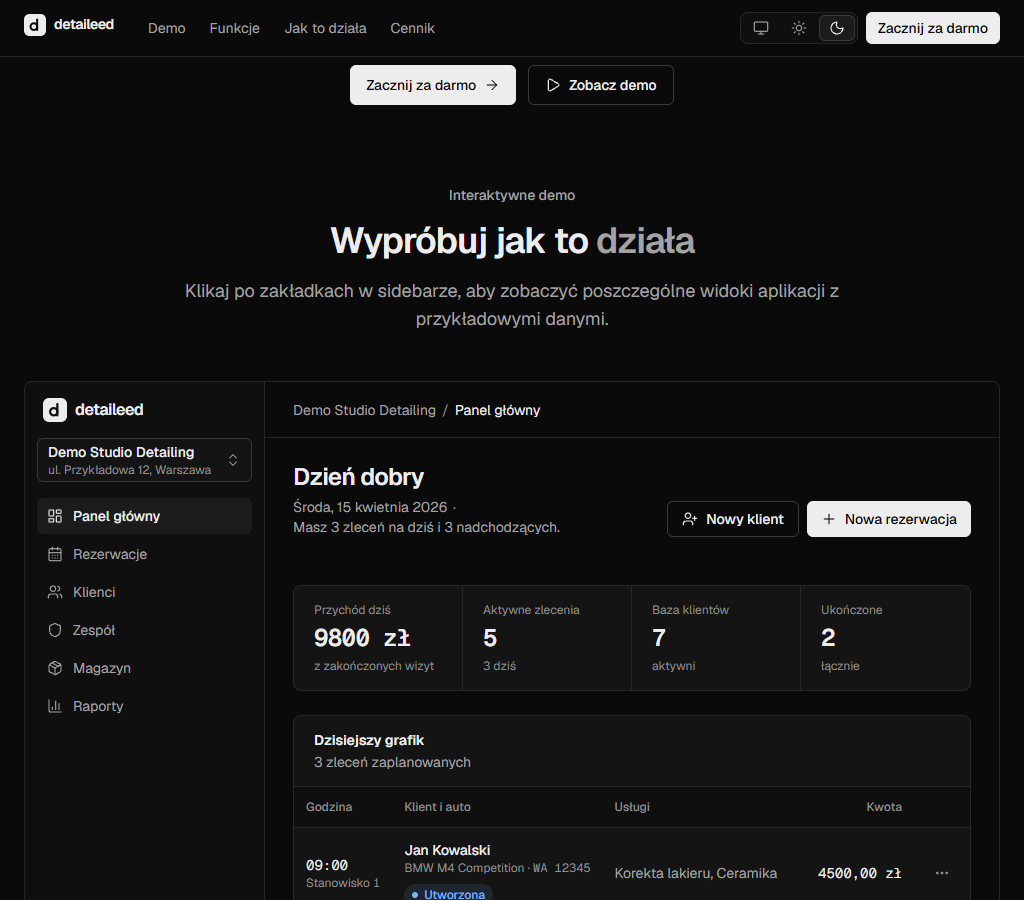 detaileed
Demo
Funkcje
Jak to działa
Cennik
Zacznij za darmo
Zacznij za darmo
Zobacz demo
Interaktywne demo
Wypróbuj jak to działa
Klikaj po zakładkach w sidebarze, aby zobaczyć poszczególne widoki aplikacji z
przykładowymi danymi.
detaileed
Demo Studio Detailing
ul. Przykładowa 12, Warszawa
Panel główny
Rezerwacje
Klienci
Zespół
Magazyn
Raporty
Demo Studio Detailing / Panel główny
Dzień dobry
Środa, 15 kwietnia 2026 ·
Masz 3 zleceń na dziś i 3 nadchodzących.
Nowy klient
Nowa rezerwacja
Przychód dziś
9800 zł
z zakończonych wizyt
Aktywne zlecenia
5
3 dziś
Baza klientów
7
aktywni
Ukończone
2
łącznie
Dzisiejszy grafik
3 zleceń zaplanowanych
Godzina
Klient i auto
Usługi
Kwota
09:00
Stanowisko 1
Jan Kowalski
BMW M4 Competition · WA 12345
Utworzona
Korekta lakieru, Ceramika
4500,00 zł